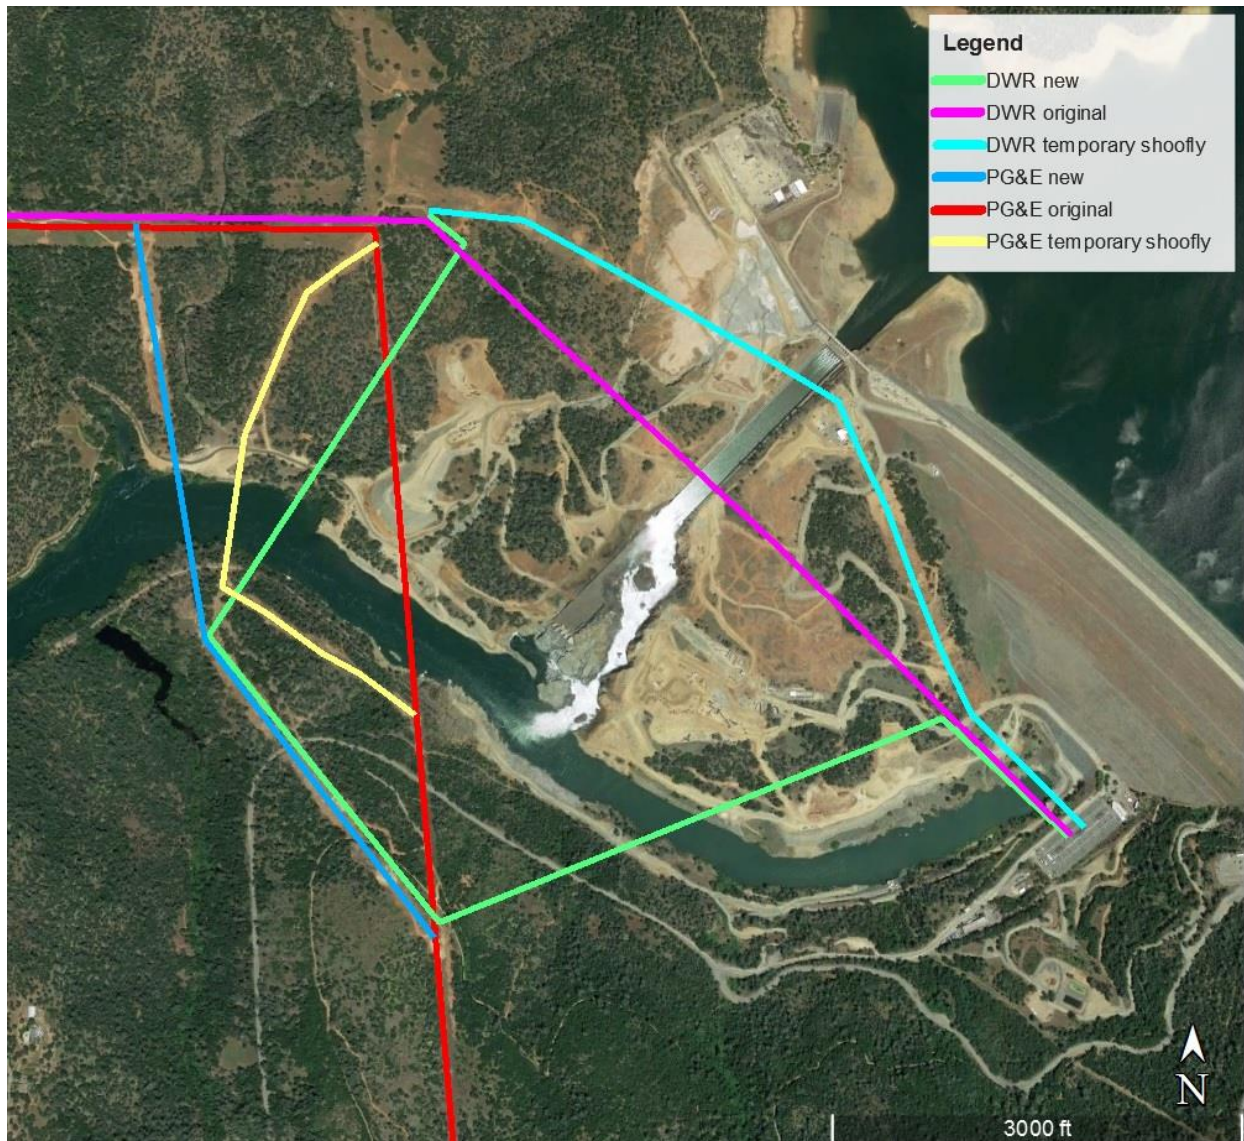 Legend
DWR new
DWR original
DWR temporary shoofly
PG&E new
PG&E original
PG&E temporary shoofly
N
3000 ft